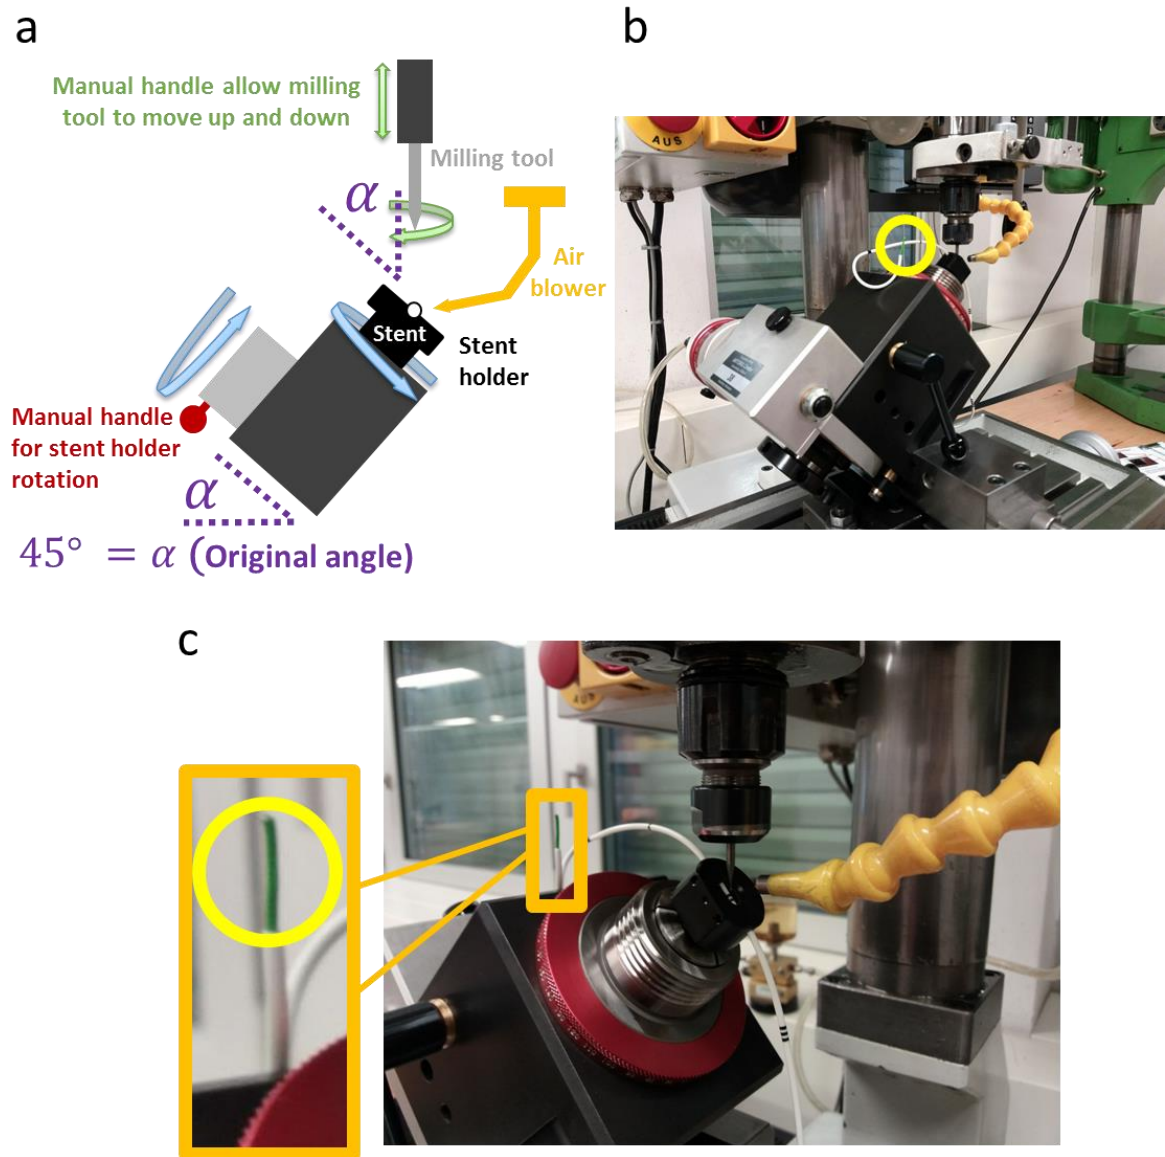 a
b
Manual handle allow milling
tool to move up and down
Milling tool
α
Air
blower
Stent
Stent
holder
Manual handle
for stent holder
rotation
α
45° = α (Original angle)
AUS
c
AUS